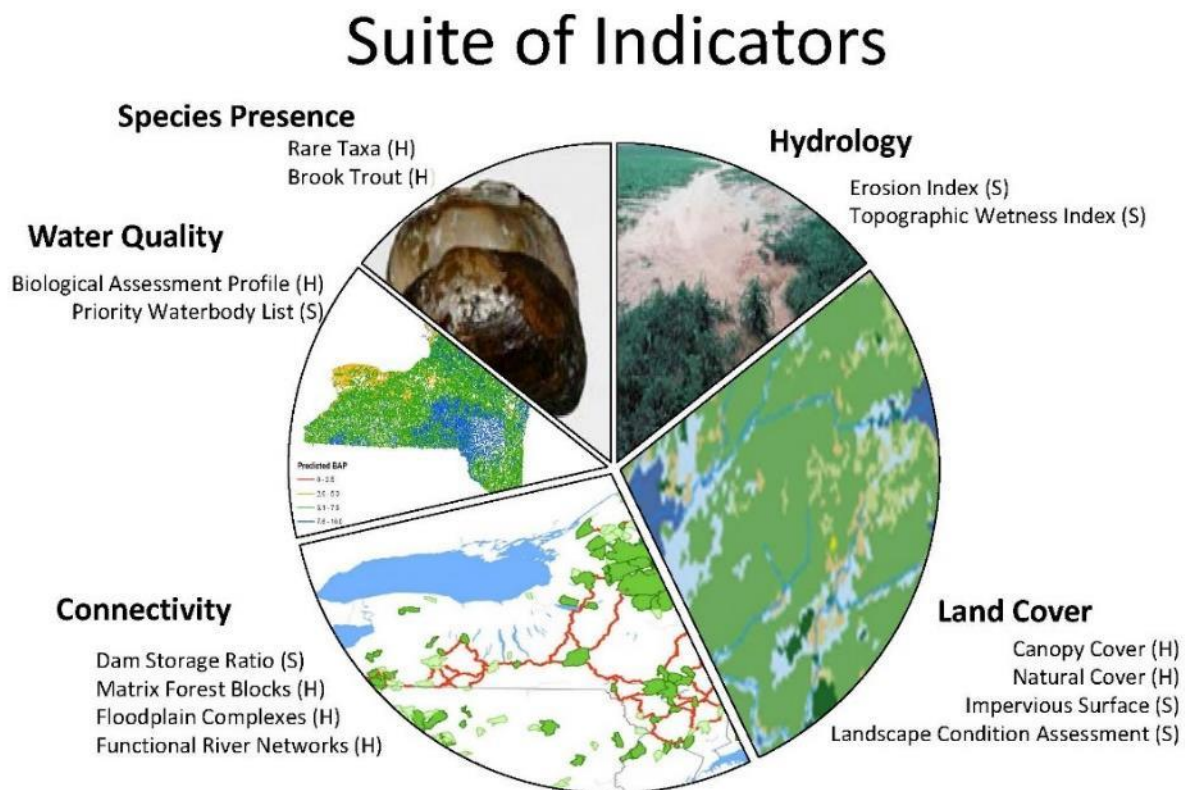 Suite of Indicators
Species Presence
Rare Taxa (H)
Brook Trout (H)
Hydrology
Erosion Index (S)
Topographic Wetness Index (S)
Water Quality
Biological Assessment Profile (H)
Priority Waterbody List (S)
Predicted BAP
Connectivity
Dam Storage Ratio (S)
Matrix Forest Blocks (H)
Floodplain Complexes (H)
Functional River Networks (H)
Land Cover
Canopy Cover (H)
Natural Cover (H)
Impervious Surface (S)
Landscape Condition Assessment (S)